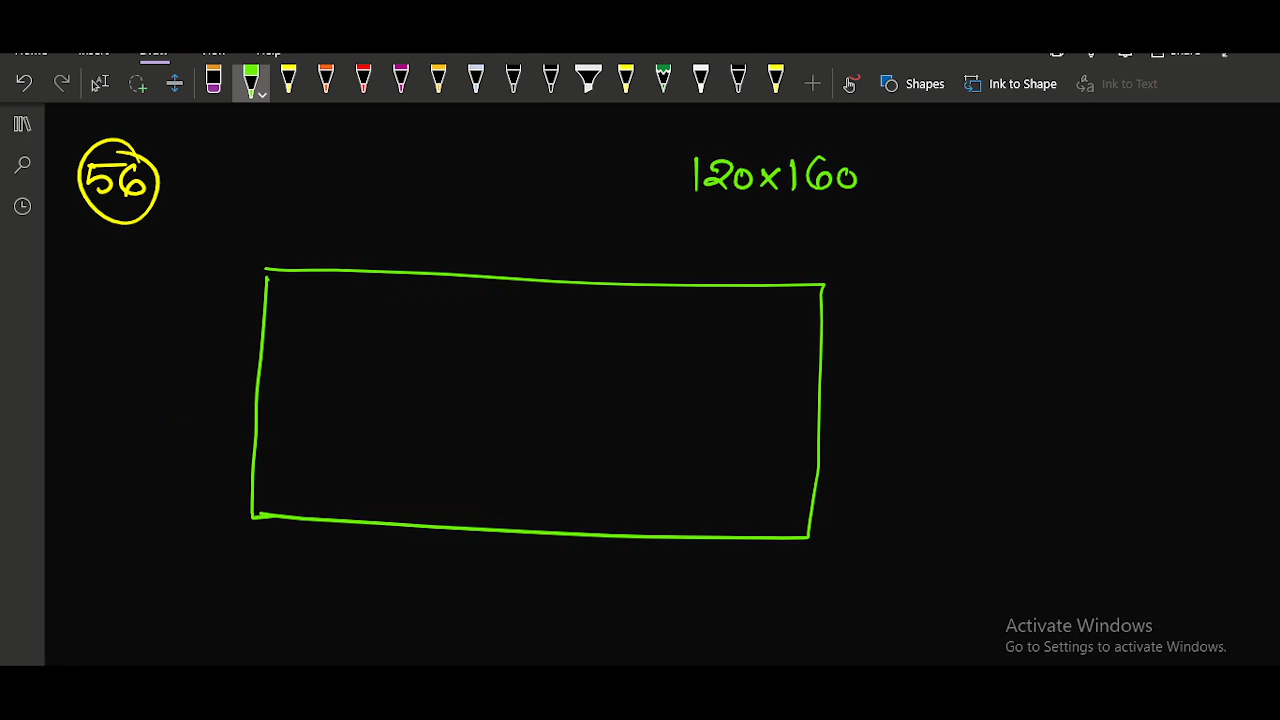 Shapes
Ink to Shape
Ink to Text
56
120x160
Activate Windows
Go to Settings to activate Windows.